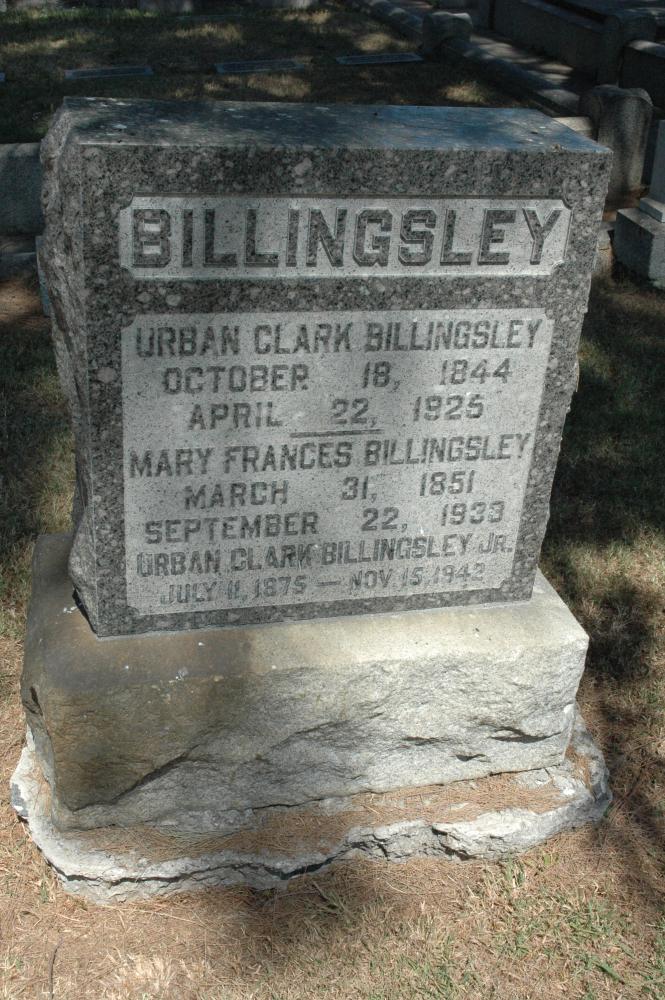 BILLINGSLEY
URBAN CLARK BILLINGSLEY
OCTOBER 18, 1844
APRIL 22, 1925
MARY FRANCES BILLINGSLEY
MARCH 31, 1851
SEPTEMBER 22, 1933
URBAN CLARK BILLINGSLEY JR.
JULY 11, 1875 — NOV. 15, 1942